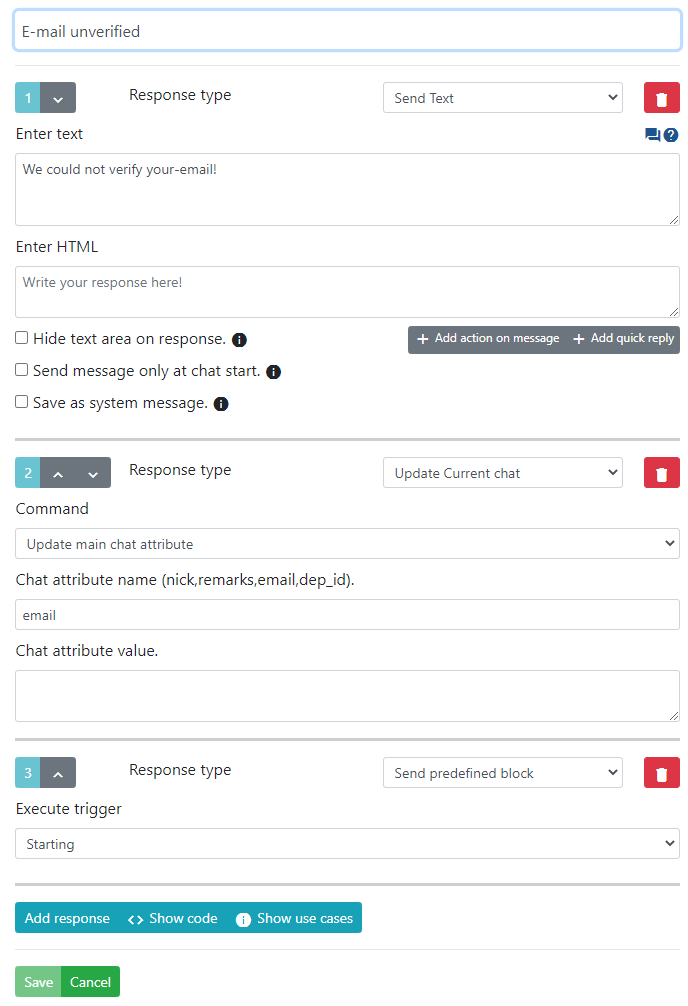 E-mail unverified
1 Response type Send Text
Enter text
We could not verify your-email!
Enter HTML
Write your response here!
Hide text area on response. Add action on message Add quick reply
Send message only at chat start.
Save as system message.
2 Response type Update Current chat
Command
Update main chat attribute
Chat attribute name (nick,remarks,email,dep_id).
email
Chat attribute value.
3 Response type Send predefined block
Execute trigger
Starting
Add response Show code Show use cases
Save Cancel